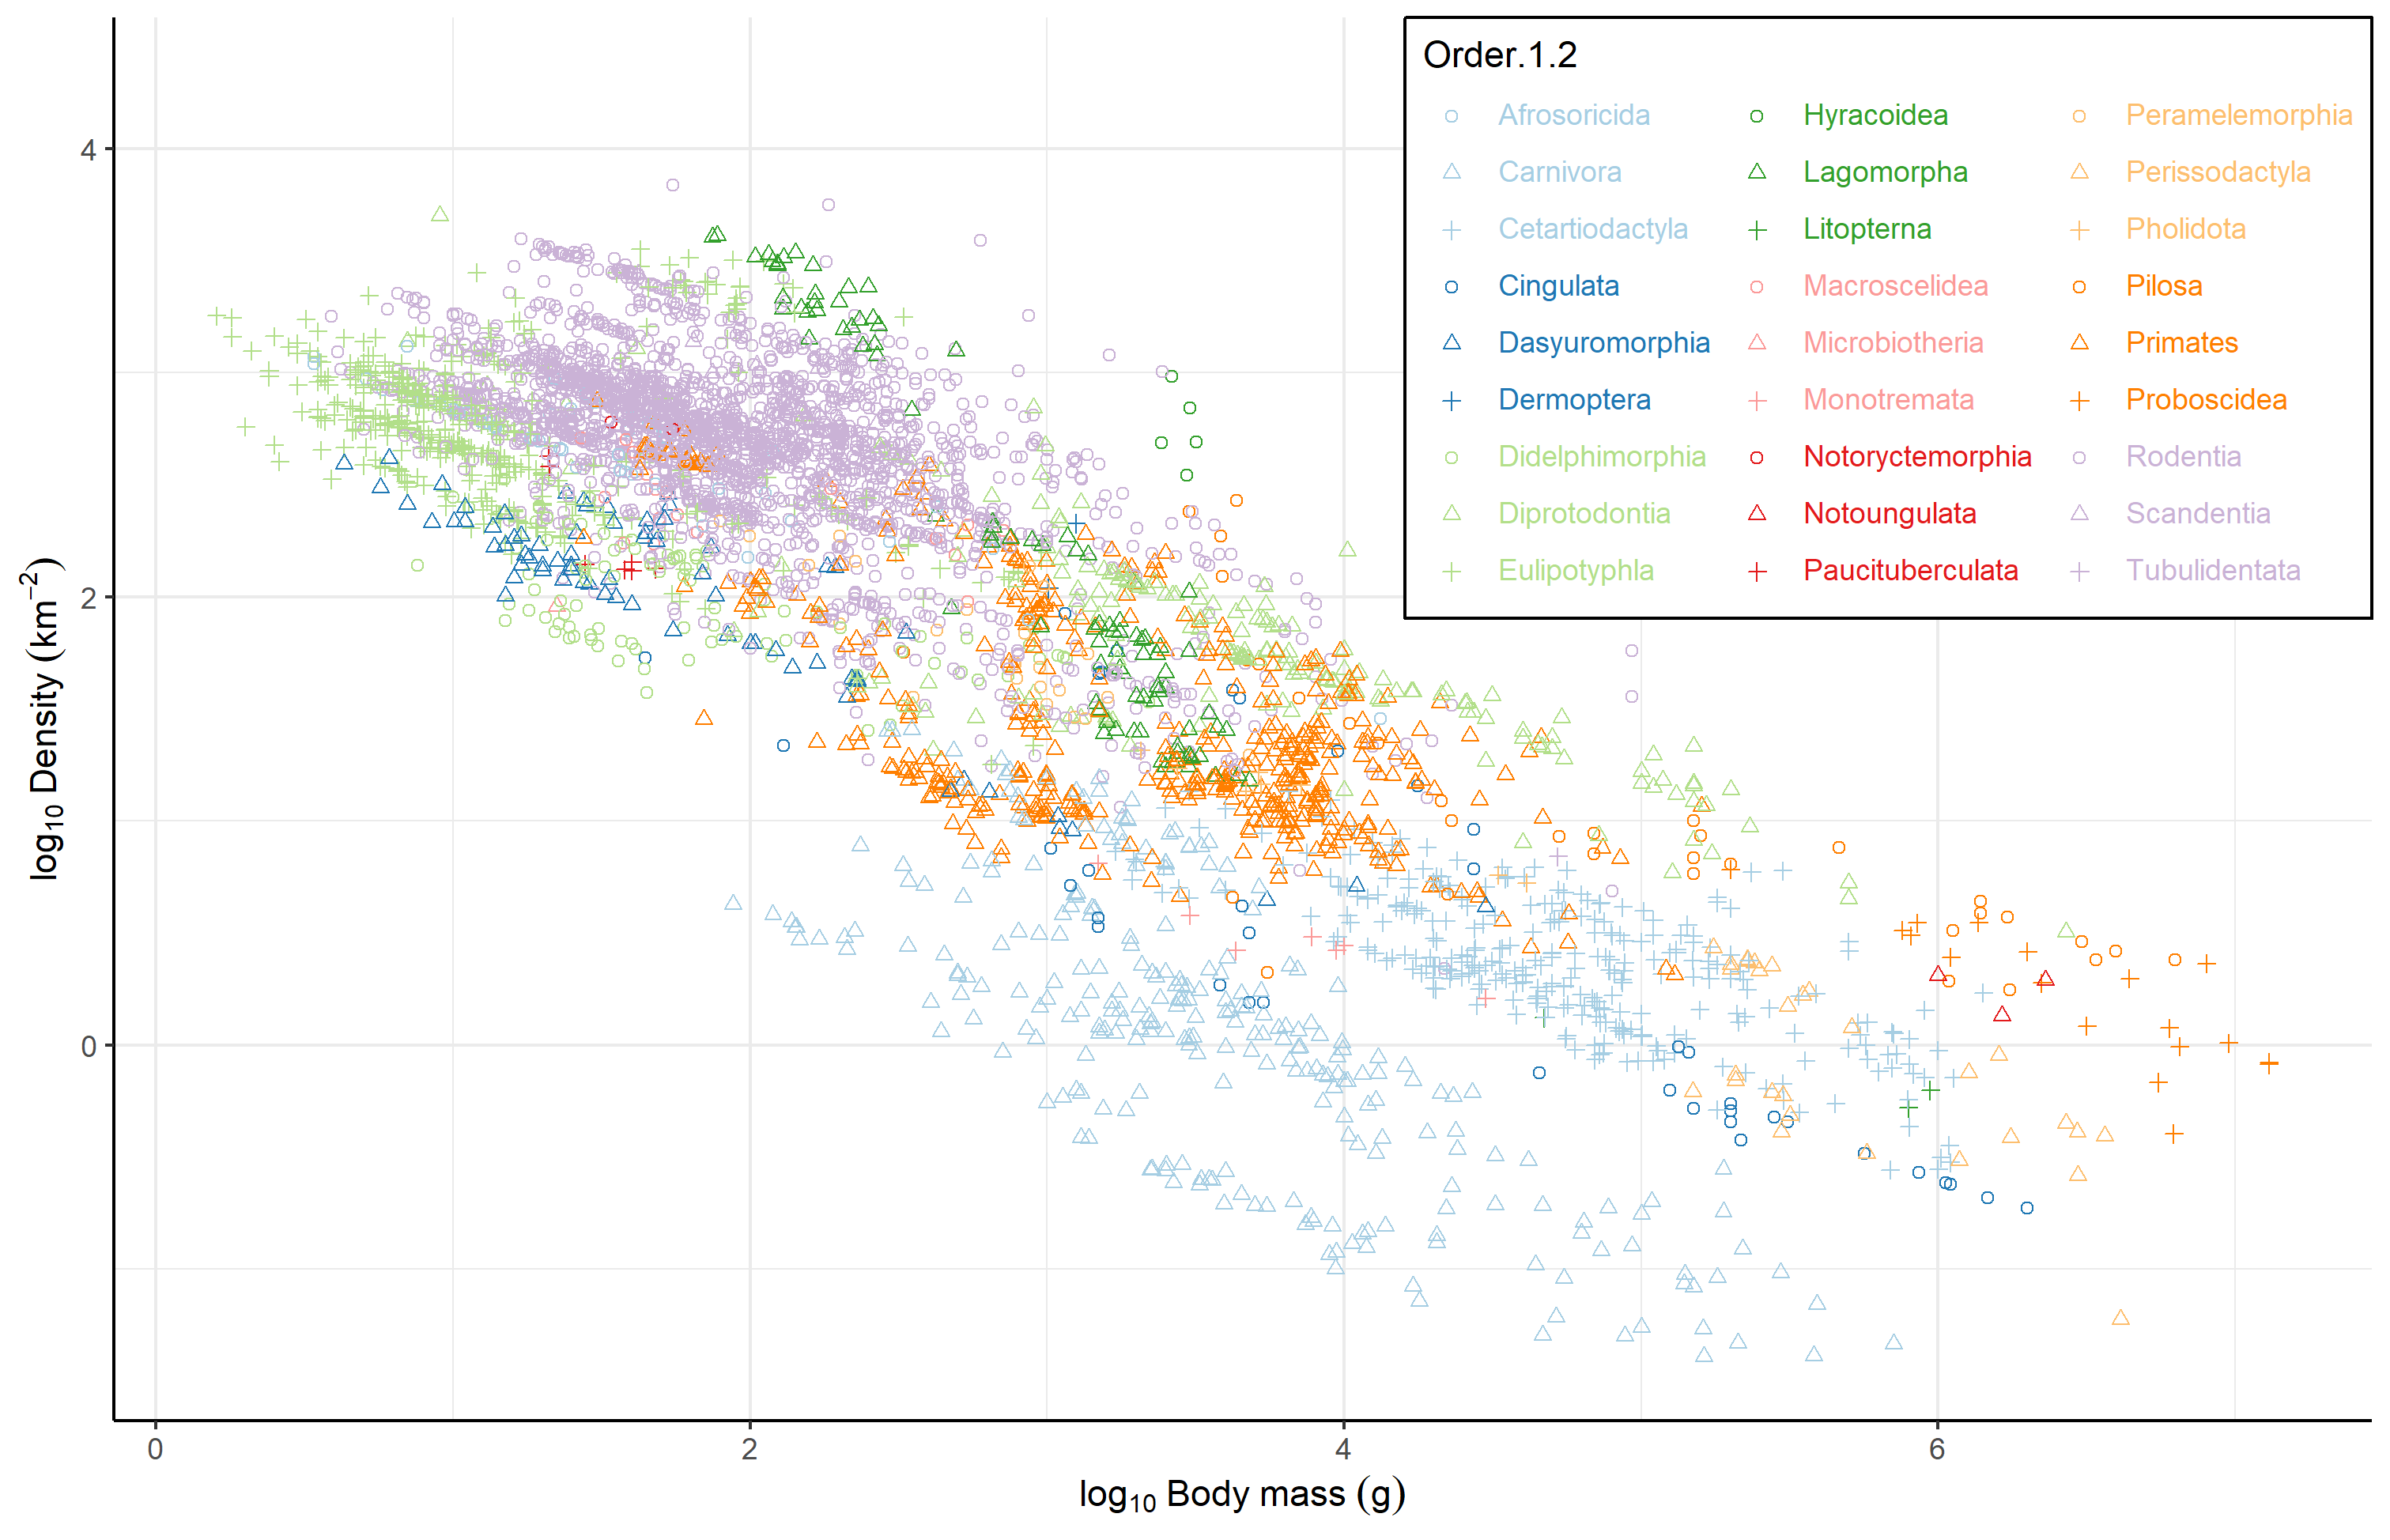 Order.1.2
Afrosoricida
Carnivora
Cetartiodactyla
Cingulata
Dasyuromorphia
Dermoptera
Didelphimorphia
Diprotodontia
Eulipotyphla
Hyracoidea
Lagomorpha
Litopterna
Macroscelidea
Microbiotheria
Monotremata
Notoryctemorphia
Notoungulata
Paucituberculata
Peramelemorphia
Perissodactyla
Pholidota
Pilosa
Primates
Proboscidea
Rodentia
Scandentia
Tubulidentata
4
2
0
log₁₀ Density (km⁻²)
0 2 4 6
log₁₀ Body mass (g)